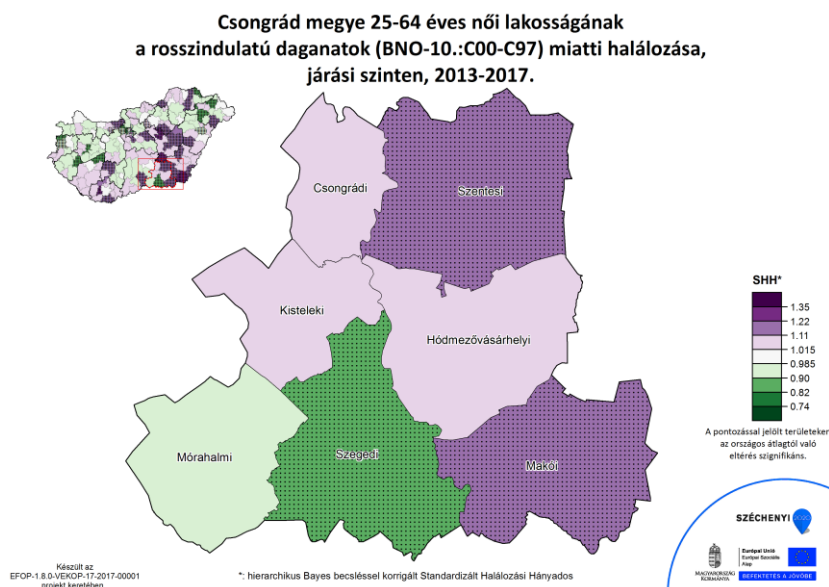 Csongrád megye 25-64 éves női lakosságának
a rosszindulatú daganatok (BNO-10.:C00-C97) miatti halálozása,
járási szinten, 2013-2017.
Csongrádi
Szentesi
Kisteleki
Hódmezővásárhelyi
Mórahalmi
Szegedi
Makói
SHH*
1.35
1.22
1.11
1.015
0.985
0.90
0.82
0.74
A pontozással jelölt területeken
az országos átlagtól való
eltérés szignifikáns.
SZÉCHENYI 2020
MAGYARORSZÁG
KORMÁNYA
Európai Unió
Európai Szociális
Alap
BEFEKTETÉS A JÖVŐBE
Készült az
EFOP-1.8.0-VEKOP-17-2017-00001
projekt keretében
*: hierarchikus Bayes becsléssel korrigált Standardizált Halálozási Hányados